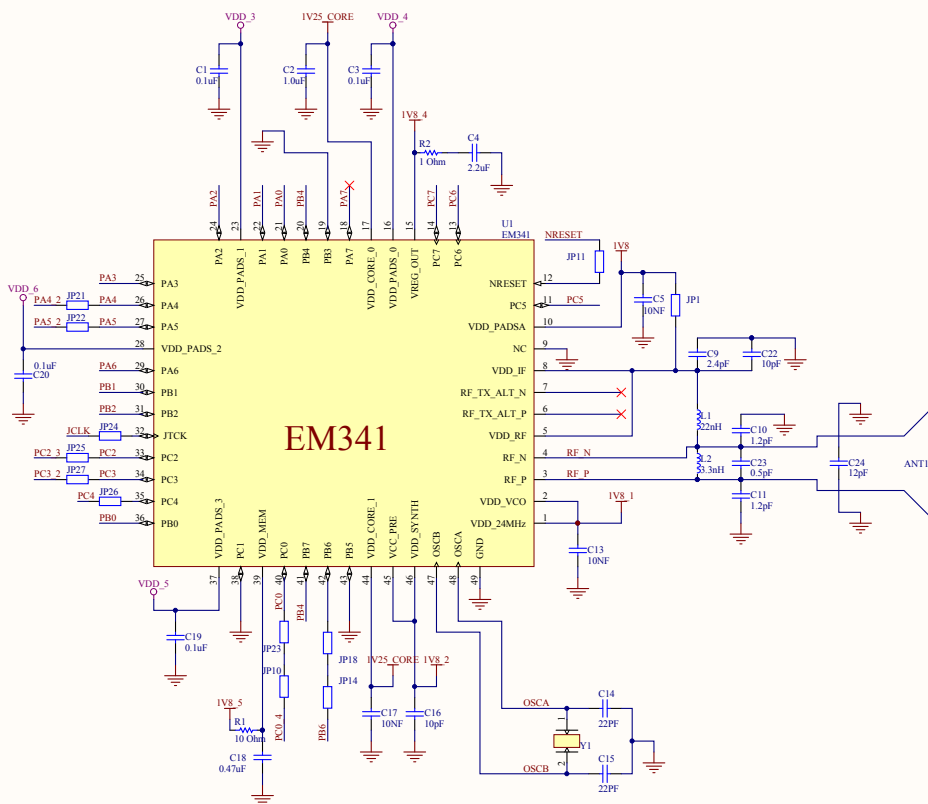 VDD_3
1V25_CORE
VDD_4
C1
0.1uF
C2
1.0uF
C3
0.1uF
1V8_4
R2
1 Ohm
C4
2.2uF
PA2
PA1
PA0
PB4
PA7
PC7
PC6
24
23
22
21
20
19
18
17
16
15
14
13
U1
EM341
PA2
VDD_PADS_1
PA1
PA0
PB4
PB3
PA7
VDD_CORE_0
VDD_PADS_0
VREG_OUT
PC7
PC6
NRESET
JP11
1V8
C5
10NF
JP1
VDD_6
PA3
25
PA3
PA4_2
JP21
PA4
26
PA4
PA5_2
JP22
PA5
27
PA5
28
VDD_PADS_2
0.1uF
C20
PA6
29
PA6
PB1
30
PB1
PB2
31
PB2
JCLK
JP24
32
JTCK
PC2_3
JP25
PC2
33
PC2
PC3_2
JP27
PC3
34
PC3
PC4
JP26
35
PC4
PB0
36
PB0
EM341
NRESET
12
PC5
11
PC5
VDD_PADSA
10
NC
9
VDD_IF
8
RF_TX_ALT_N
7
RF_TX_ALT_P
6
VDD_RF
5
RF_N
4
RF_N
RF_P
3
RF_P
VDD_VCO
2
VDD_24MHz
1
C9
2.4pF
C22
10pF
L1
22nH
L2
3.3nH
C10
1.2pF
C23
0.5pF
C11
1.2pF
C24
12pF
ANT1
1V8_1
C13
10NF
VDD_PADS_3
PC1
VDD_MEM
PC0
PB7
PB6
PB5
VDD_CORE_1
VCC_PRE
VDD_SYNTH
OSCB
OSCA
GND
37
38
39
40
41
42
43
44
45
46
47
48
49
VDD_5
C19
0.1uF
PC0
PB4
JP23
JP10
JP18
JP14
PC0_4
PB6
1V8_5
R1
10 Ohm
C18
0.47uF
1V25_CORE
1V8_2
C17
10NF
C16
10pF
OSCA
OSCB
1
2
Y1
C14
22PF
C15
22PF